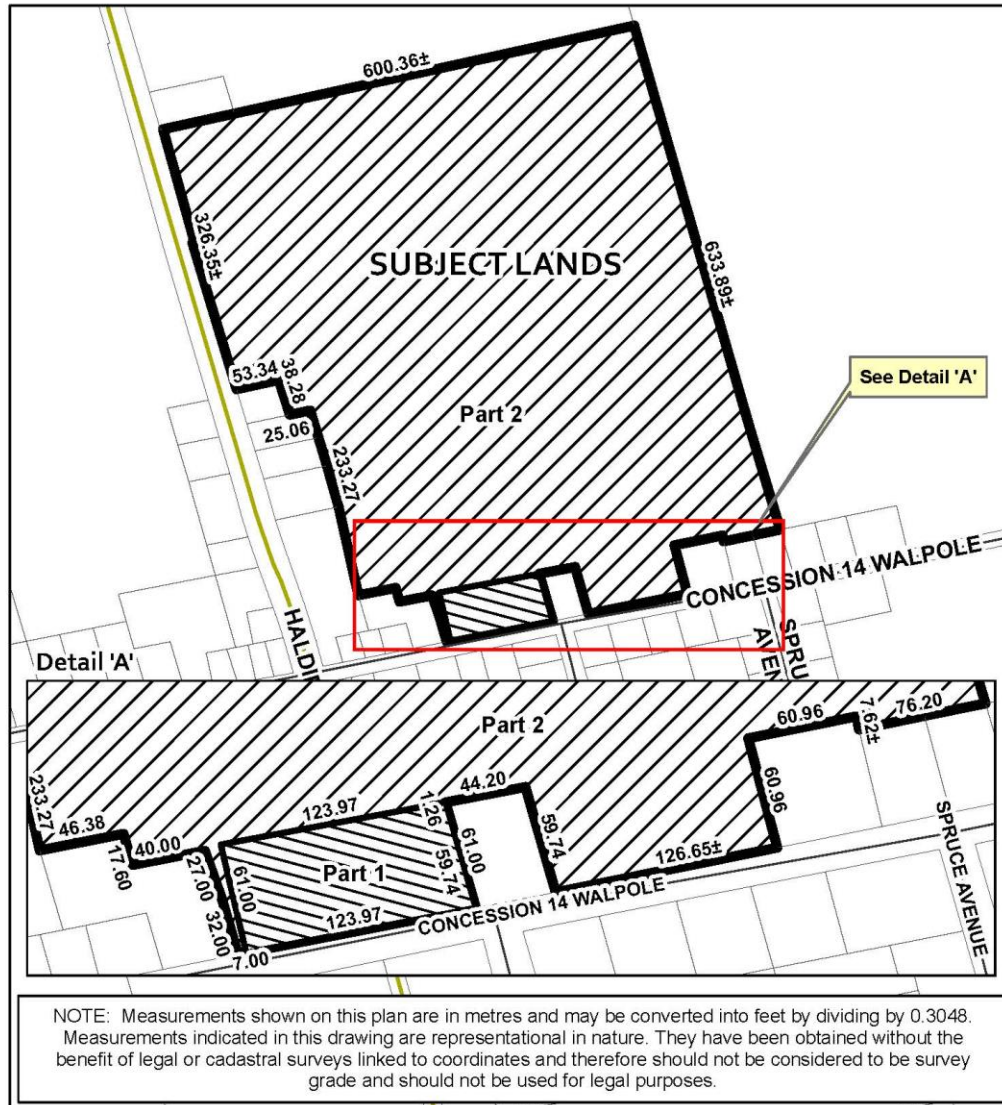 600.36±
326.35±
SUBJECT LANDS
633.89±
53.34
38.28
25.06
Part 2
See Detail 'A'
233.27
CONCESSION 14 WALPOLE
SPRU
AVEN
HALDI
Detail 'A'
Part 2
60.96
7.62±
76.20
233.27
46.38
17.60
40.00
123.97
1.26
44.20
59.74
60.96
27.00
61.00
Part 1
59.74
61.00
126.65±
32.00
123.97
CONCESSION 14 WALPOLE
7.00
SPRUCE AVENUE
NOTE: Measurements shown on this plan are in metres and may be converted into feet by dividing by 0.3048.
Measurements indicated in this drawing are representational in nature. They have been obtained without the
benefit of legal or cadastral surveys linked to coordinates and therefore should not be considered to be survey
grade and should not be used for legal purposes.